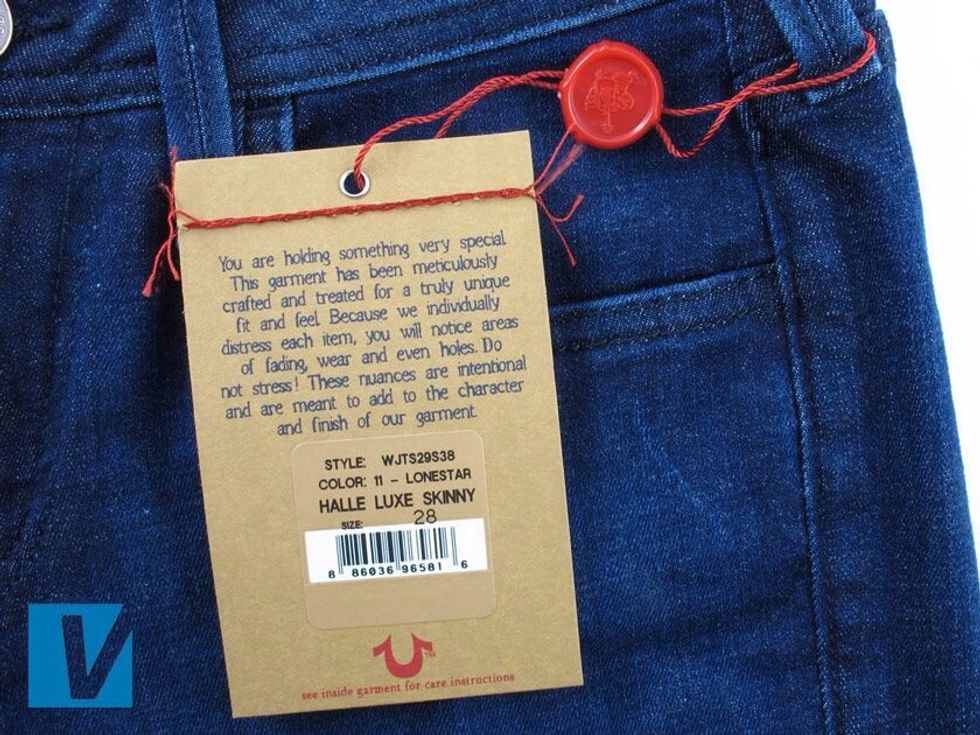 You are holding something very special
This garment has been meticulously
crafted and treated for a truly unique
fit and feel. Because we individually
distress each item, you will notice areas
of fading, wear and even holes. Do
not stress! These nuances are intentional
and are meant to add to the character
and finish of our garment.
STYLE: WJTS29S38
COLOR: 11 - LONESTAR
HALLE LUXE SKINNY
SIZE: 28
8 86036 96581 6
TM
see inside garment for care instructions
V